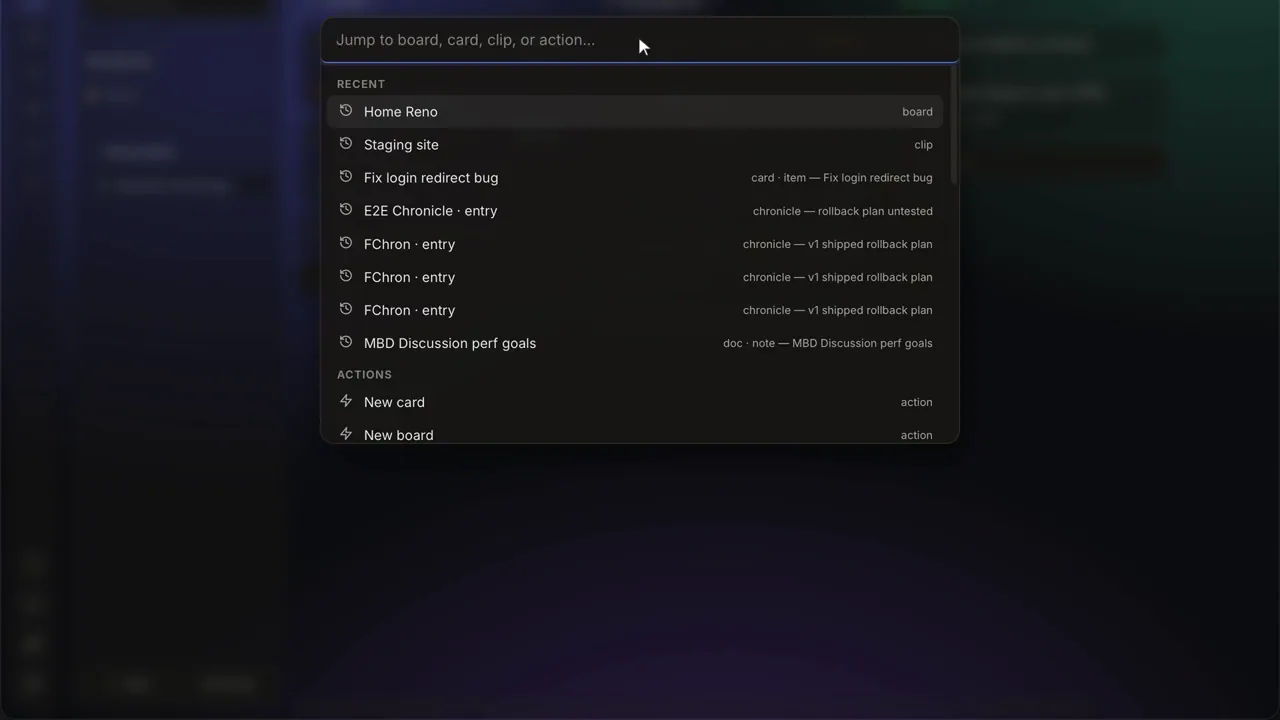 Jump to board, card, clip, or action...
RECENT
Home Reno board
Staging site clip
Fix login redirect bug card · item — Fix login redirect bug
E2E Chronicle · entry chronicle — rollback plan untested
FChron · entry chronicle — v1 shipped rollback plan
FChron · entry chronicle — v1 shipped rollback plan
FChron · entry chronicle — v1 shipped rollback plan
MBD Discussion perf goals doc · note — MBD Discussion perf goals
ACTIONS
New card action
New board action